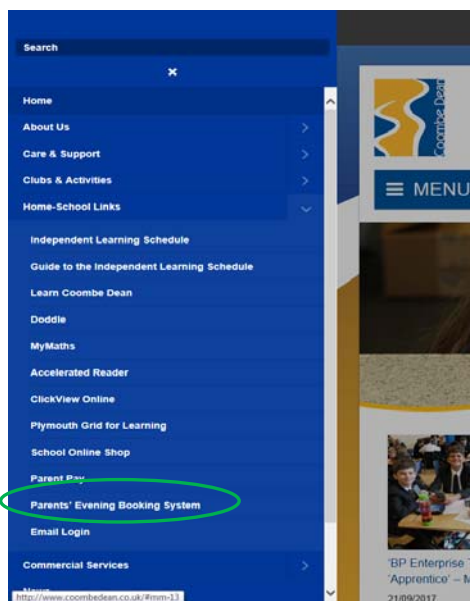 Search
×
Home
About Us
Care & Support
Clubs & Activities
Home-School Links
Independent Learning Schedule
Guide to the Independent Learning Schedule
Learn Coombe Dean
Doddle
MyMaths
Accelerated Reader
ClickView Online
Plymouth Grid for Learning
School Online Shop
Parent Pay
Parents' Evening Booking System
Email Login
Commercial Services
News
http://www.coombedean.co.uk/#mm-13
Coombe Dean
MENU
'BP Enterprise
'Apprentice' – M
21/09/2017